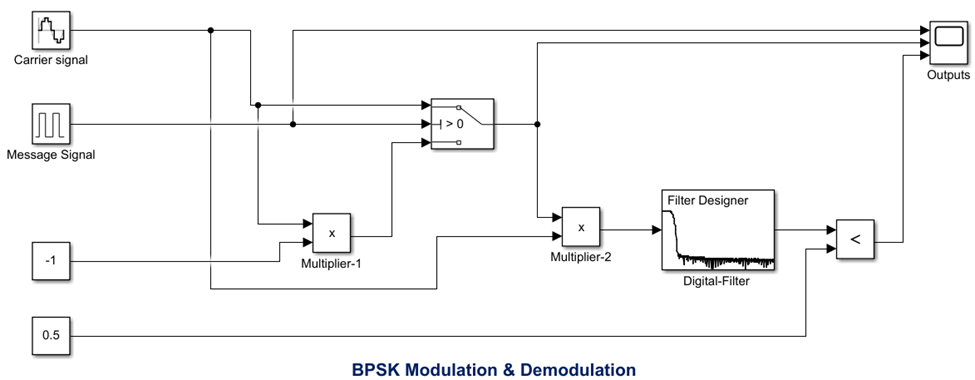 Carrier signal
Outputs
Message Signal
> 0
Filter Designer
x
Multiplier-1
x
Multiplier-2
<
-1
Digital-Filter
0.5
BPSK Modulation & Demodulation